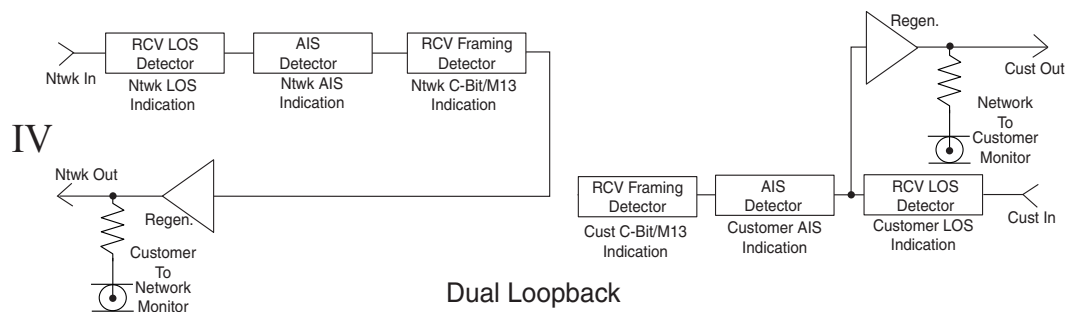 RCV LOS
Detector
AIS
Detector
RCV Framing
Detector
Ntwk In
Ntwk LOS
Indication
Ntwk AIS
Indication
Ntwk C-Bit/M13
Indication
Regen.
Cust Out
Network
To
Customer
Monitor
IV
Ntwk Out
Regen.
Customer
To
Network
Monitor
RCV Framing
Detector
AIS
Detector
RCV LOS
Detector
Cust In
Cust C-Bit/M13
Indication
Customer AIS
Indication
Customer LOS
Indication
Dual Loopback